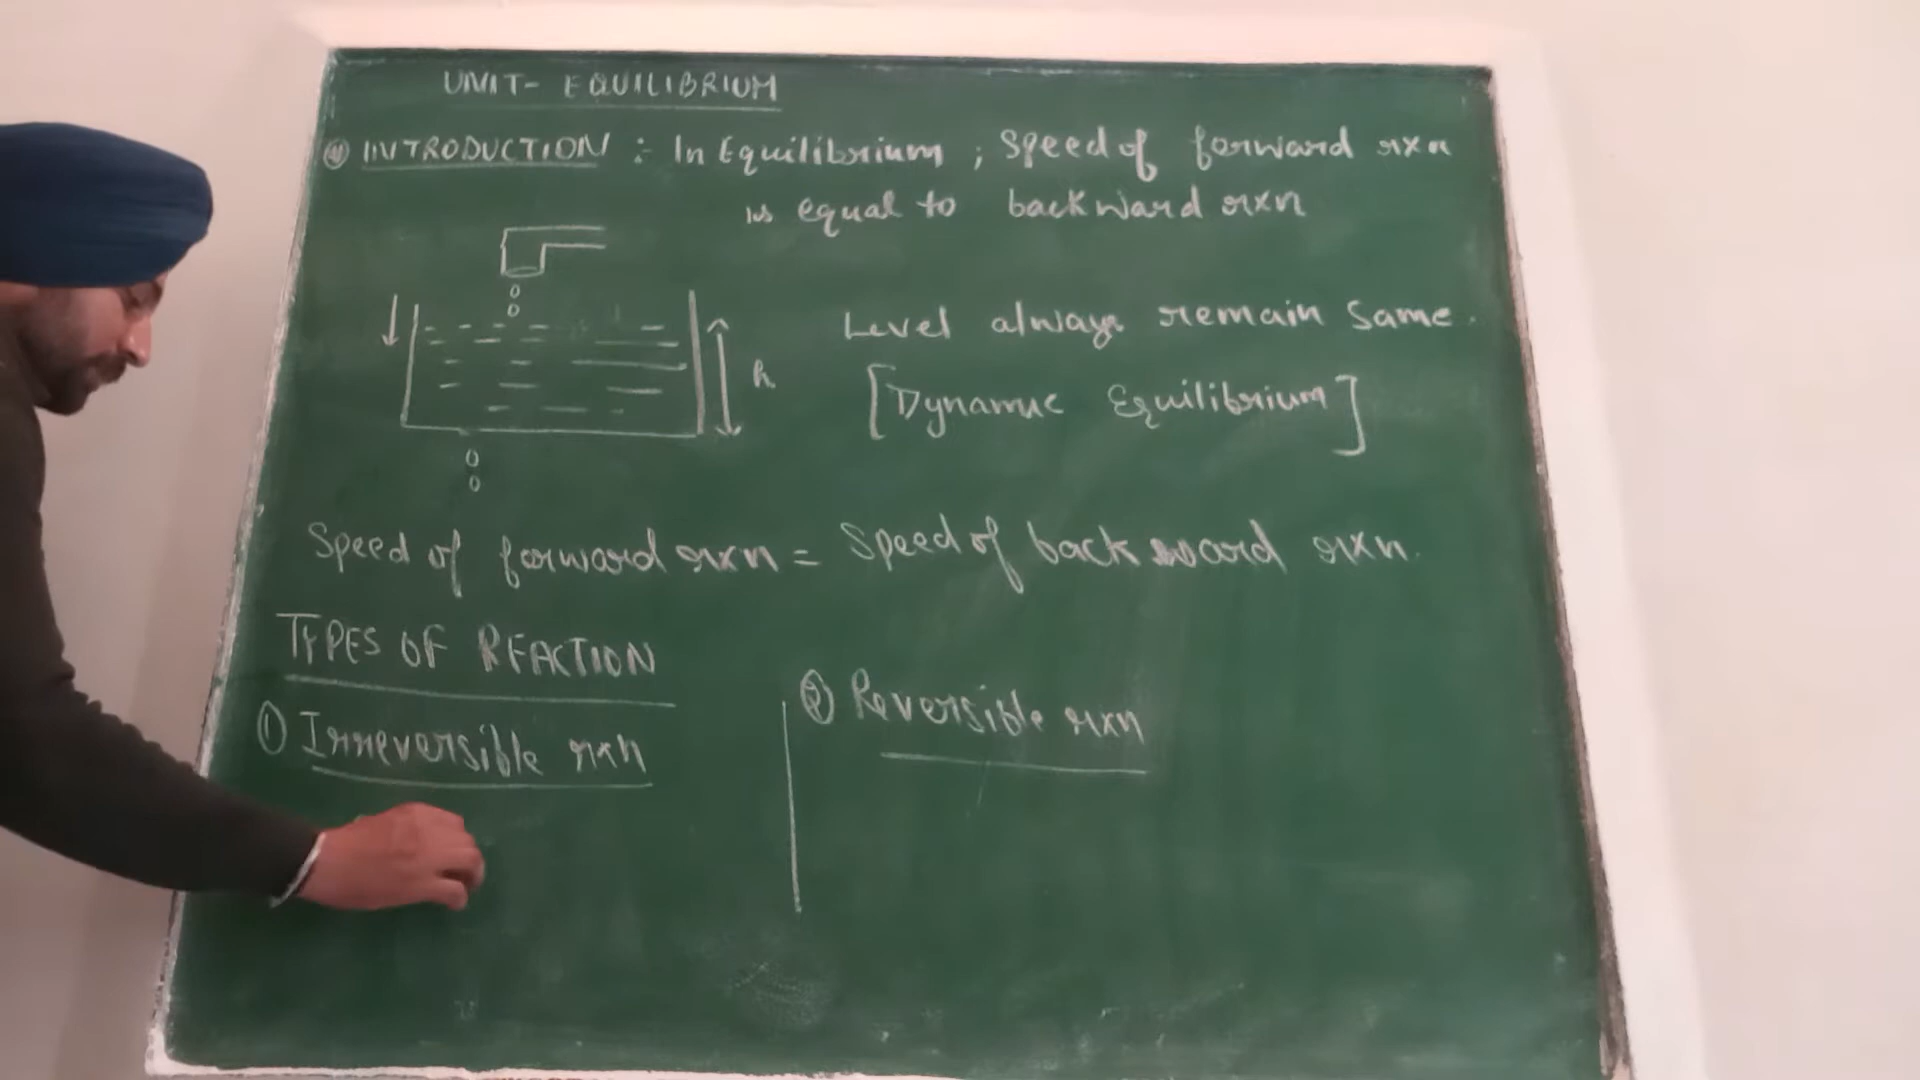 UNIT- EQUILIBRIUM
INTRODUCTION :- In Equilibrium ; Speed of forward rxn
is equal to backward rxn
h
Level always remain Same.
[Dynamic Equilibrium]
Speed of forward rxn = Speed of backward rxn.
TYPES OF REACTION
① Irreversible rxn
② Reversible rxn